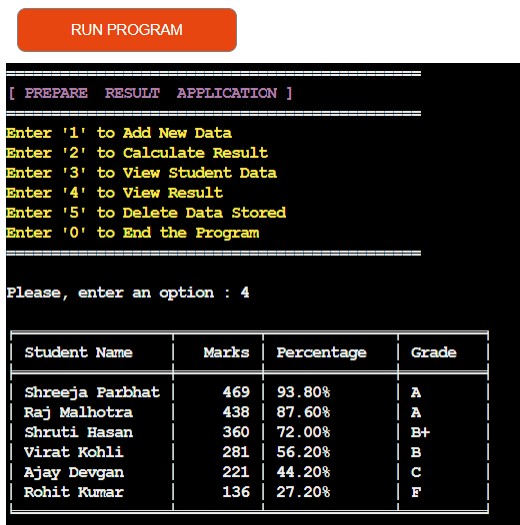 RUN PROGRAM
[ PREPARE RESULT APPLICATION ]
Enter '1' to Add New Data
Enter '2' to Calculate Result
Enter '3' to View Student Data
Enter '4' to View Result
Enter '5' to Delete Data Stored
Enter '0' to End the Program
Please, enter an option : 4
Student Name | Marks | Percentage | Grade
Shreeja Parbhat | 469 | 93.80% | A
Raj Malhotra | 438 | 87.60% | A
Shruti Hasan | 360 | 72.00% | B+
Virat Kohli | 281 | 56.20% | B
Ajay Devgan | 221 | 44.20% | C
Rohit Kumar | 136 | 27.20% | F